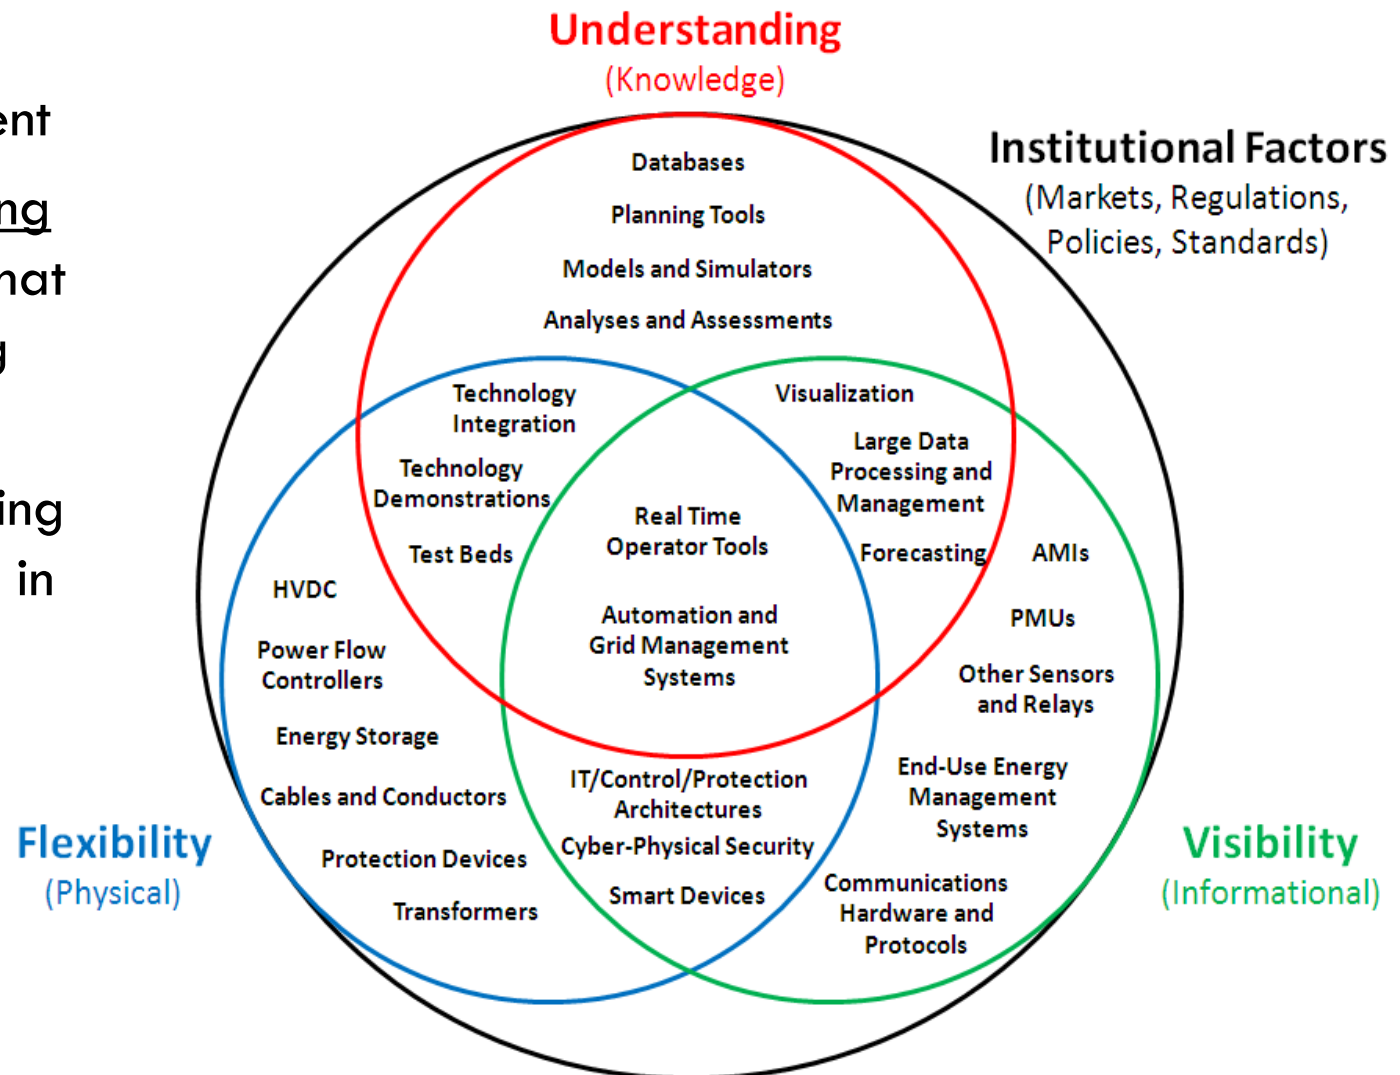 ent
ng
hat
g
ing
in
Understanding
(Knowledge)
Institutional Factors
(Markets, Regulations,
Policies, Standards)
Databases
Planning Tools
Models and Simulators
Analyses and Assessments
Technology
Integration
Technology
Demonstrations
Test Beds
Visualization
Large Data
Processing and
Management
Forecasting
Real Time
Operator Tools
Automation and
Grid Management
Systems
HVDC
Power Flow
Controllers
Energy Storage
Cables and Conductors
Protection Devices
Transformers
AMIs
PMUs
Other Sensors
and Relays
End-Use Energy
Management
Systems
Communications
Hardware and
Protocols
IT/Control/Protection
Architectures
Cyber-Physical Security
Smart Devices
Flexibility
(Physical)
Visibility
(Informational)